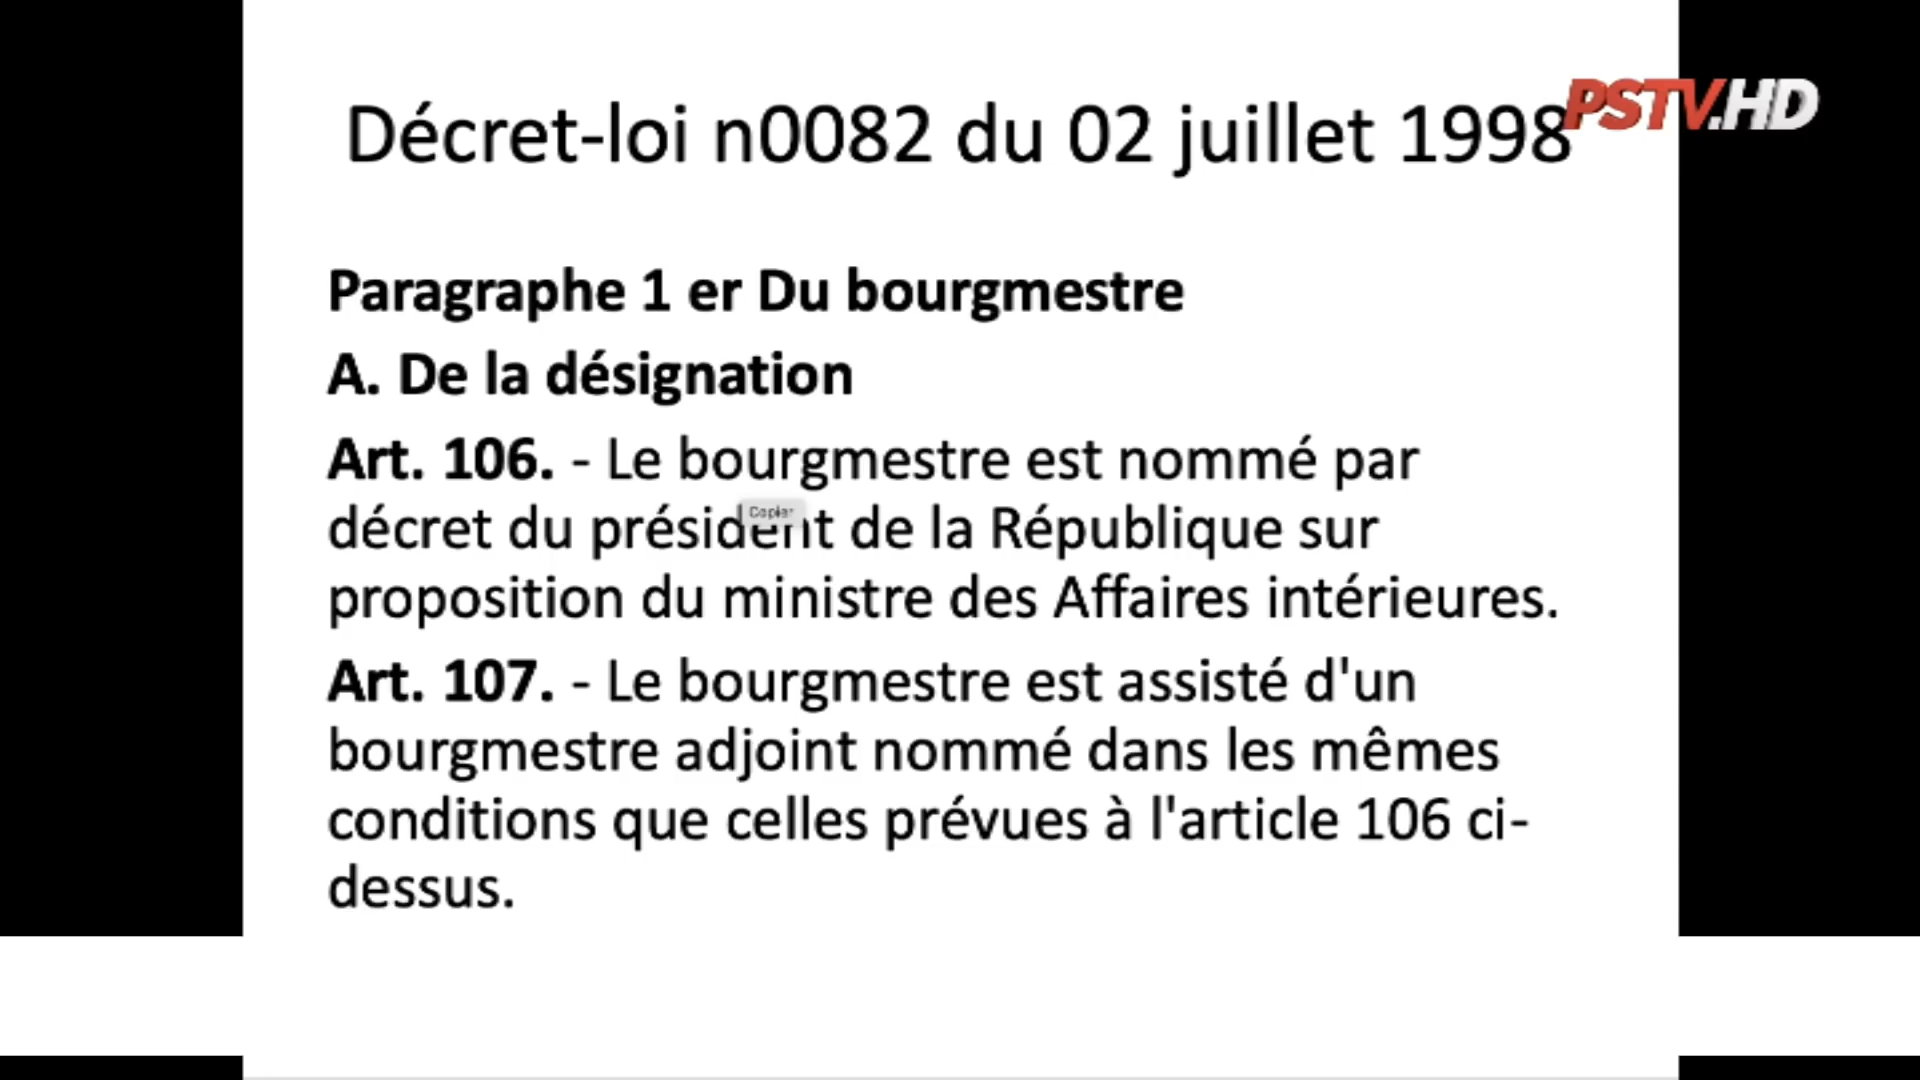 Décret-loi n0082 du 02 juillet 1998
PSTV.HD
Paragraphe 1 er Du bourgmestre
A. De la désignation
Art. 106. - Le bourgmestre est nommé par
décret du président de la République sur
Copier
proposition du ministre des Affaires intérieures.
Art. 107. - Le bourgmestre est assisté d'un
bourgmestre adjoint nommé dans les mêmes
conditions que celles prévues à l'article 106 ci-
dessus.